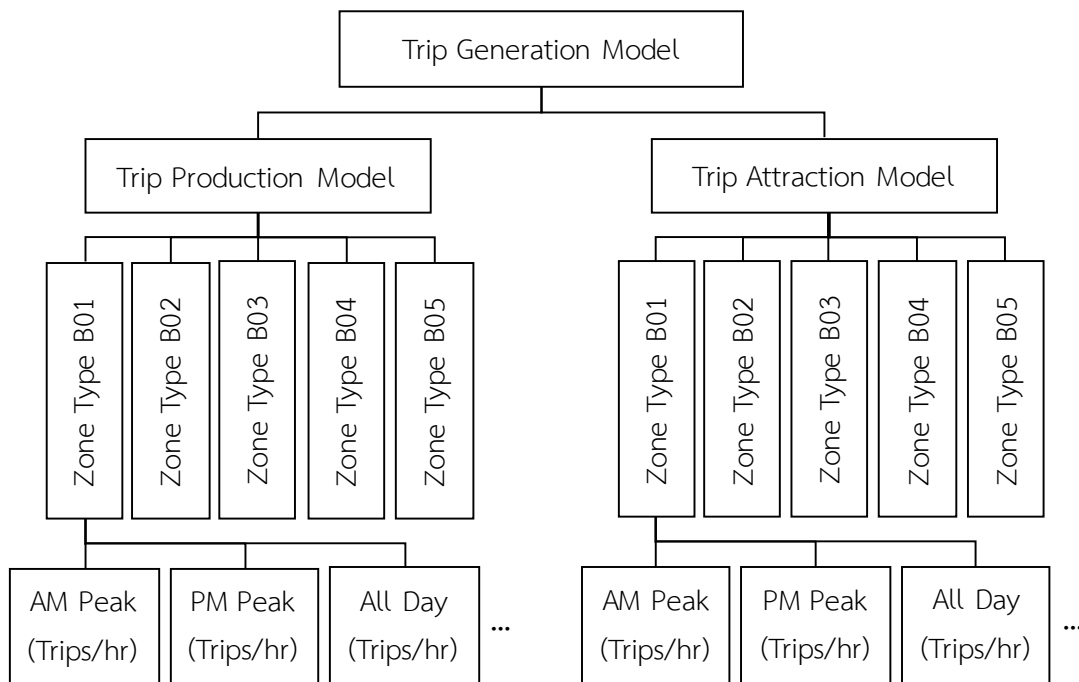 Trip Generation Model
Trip Production Model
Trip Attraction Model
Zone Type B01
Zone Type B02
Zone Type B03
Zone Type B04
Zone Type B05
Zone Type B01
Zone Type B02
Zone Type B03
Zone Type B04
Zone Type B05
AM Peak
(Trips/hr)
PM Peak
(Trips/hr)
All Day
(Trips/hr)
...
AM Peak
(Trips/hr)
PM Peak
(Trips/hr)
All Day
(Trips/hr)
...